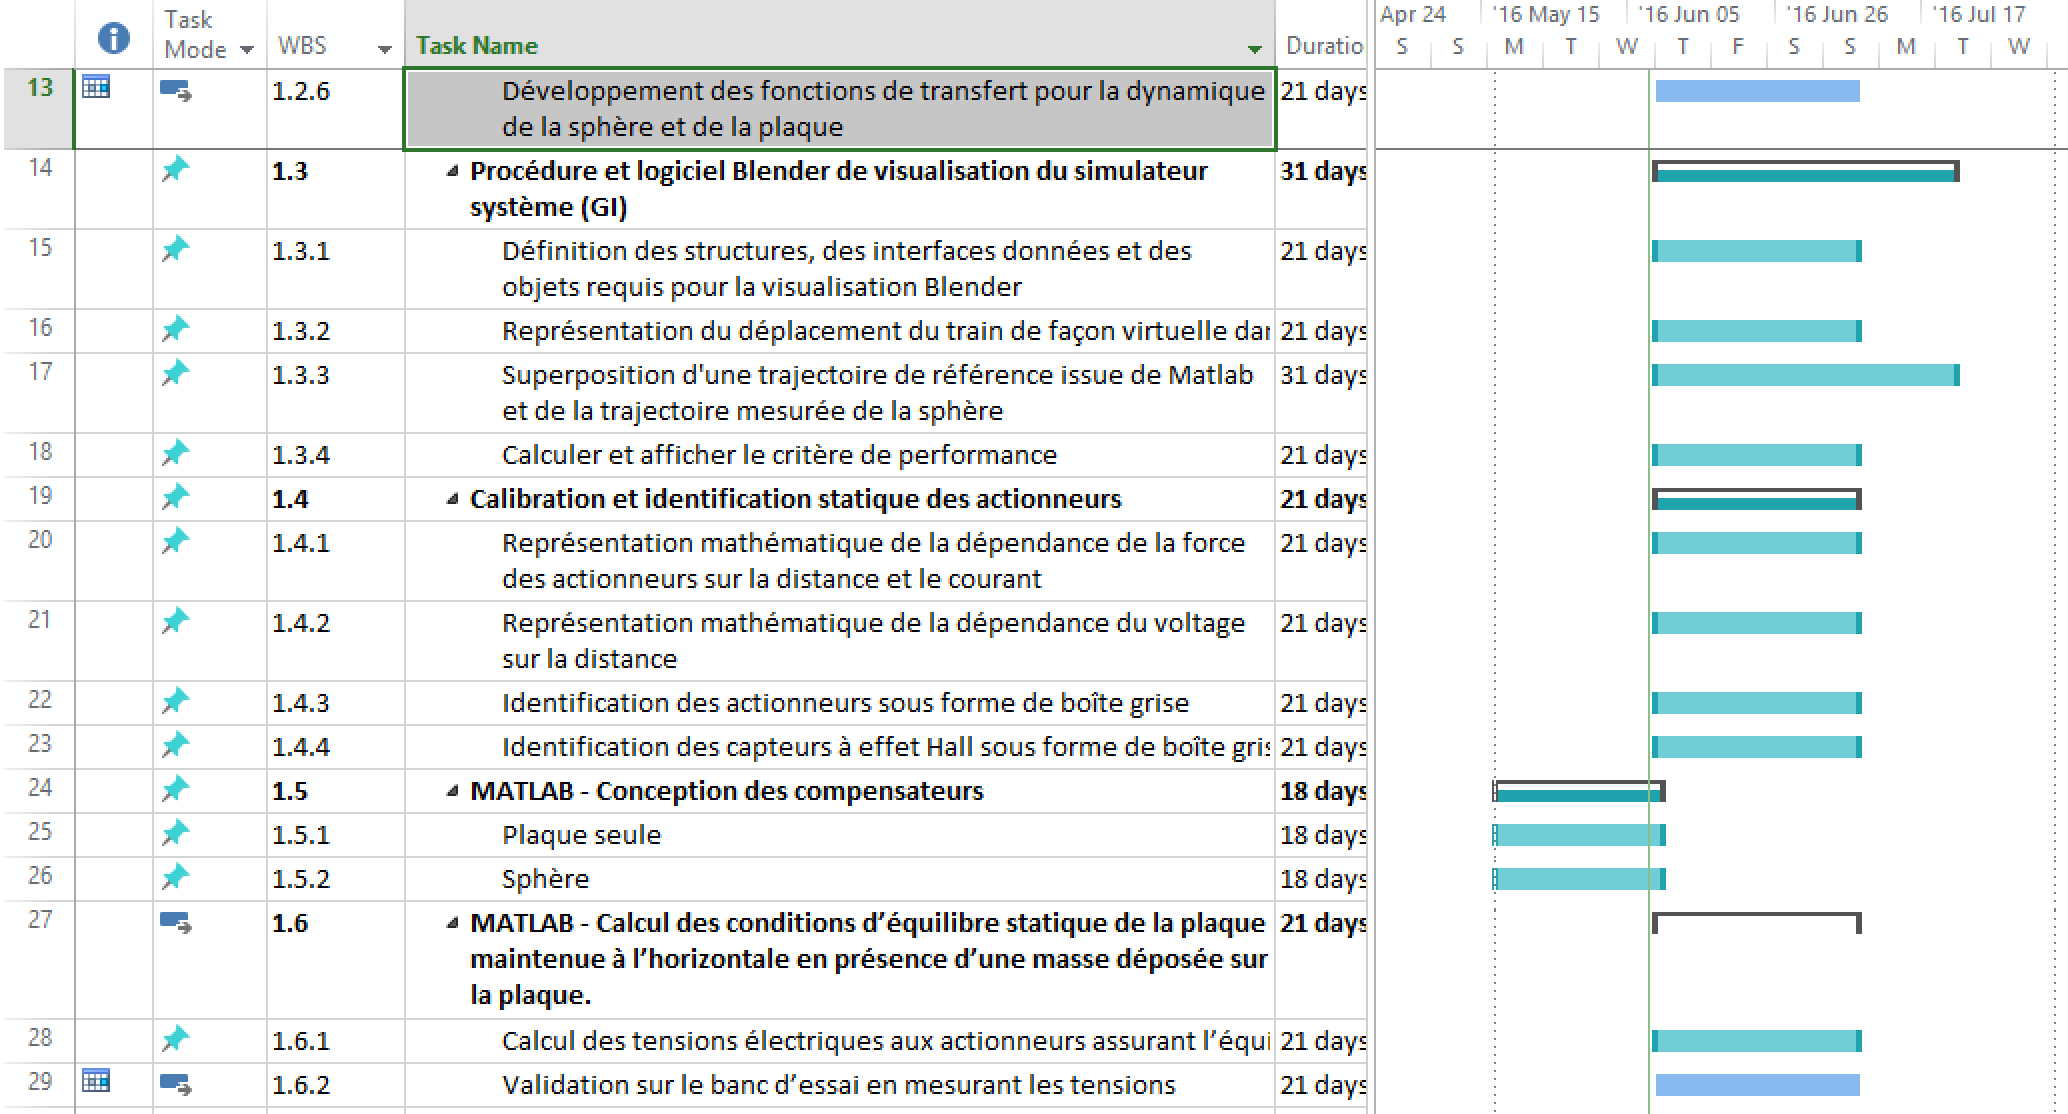 Task Mode WBS Task Name Duratio Apr 24 '16 May 15 '16 Jun 05 '16 Jun 26 '16 Jul 17
S S M T W T F S S M T W
13 1.2.6 Développement des fonctions de transfert pour la dynamique 21 days
de la sphère et de la plaque
14 1.3 Procédure et logiciel Blender de visualisation du simulateur 31 days
système (GI)
15 1.3.1 Définition des structures, des interfaces données et des 21 days
objets requis pour la visualisation Blender
16 1.3.2 Représentation du déplacement du train de façon virtuelle 21 days
17 1.3.3 Superposition d'une trajectoire de référence issue de Matlab 31 days
et de la trajectoire mesurée de la sphère
18 1.3.4 Calculer et afficher le critère de performance 21 days
19 1.4 Calibration et identification statique des actionneurs 21 days
20 1.4.1 Représentation mathématique de la dépendance de la force 21 days
des actionneurs sur la distance et le courant
21 1.4.2 Représentation mathématique de la dépendance du voltage 21 days
sur la distance
22 1.4.3 Identification des actionneurs sous forme de boîte grise 21 days
23 1.4.4 Identification des capteurs à effet Hall sous forme de boîte 21 days
24 1.5 MATLAB - Conception des compensateurs 18 days
25 1.5.1 Plaque seule 18 days
26 1.5.2 Sphère 18 days
27 1.6 MATLAB - Calcul des conditions d’équilibre statique de la plaque 21 days
maintenue à l’horizontale en présence d’une masse déposée sur
la plaque.
28 1.6.1 Calcul des tensions électriques aux actionneurs assurant l’équi 21 days
29 1.6.2 Validation sur le banc d’essai en mesurant les tensions 21 days